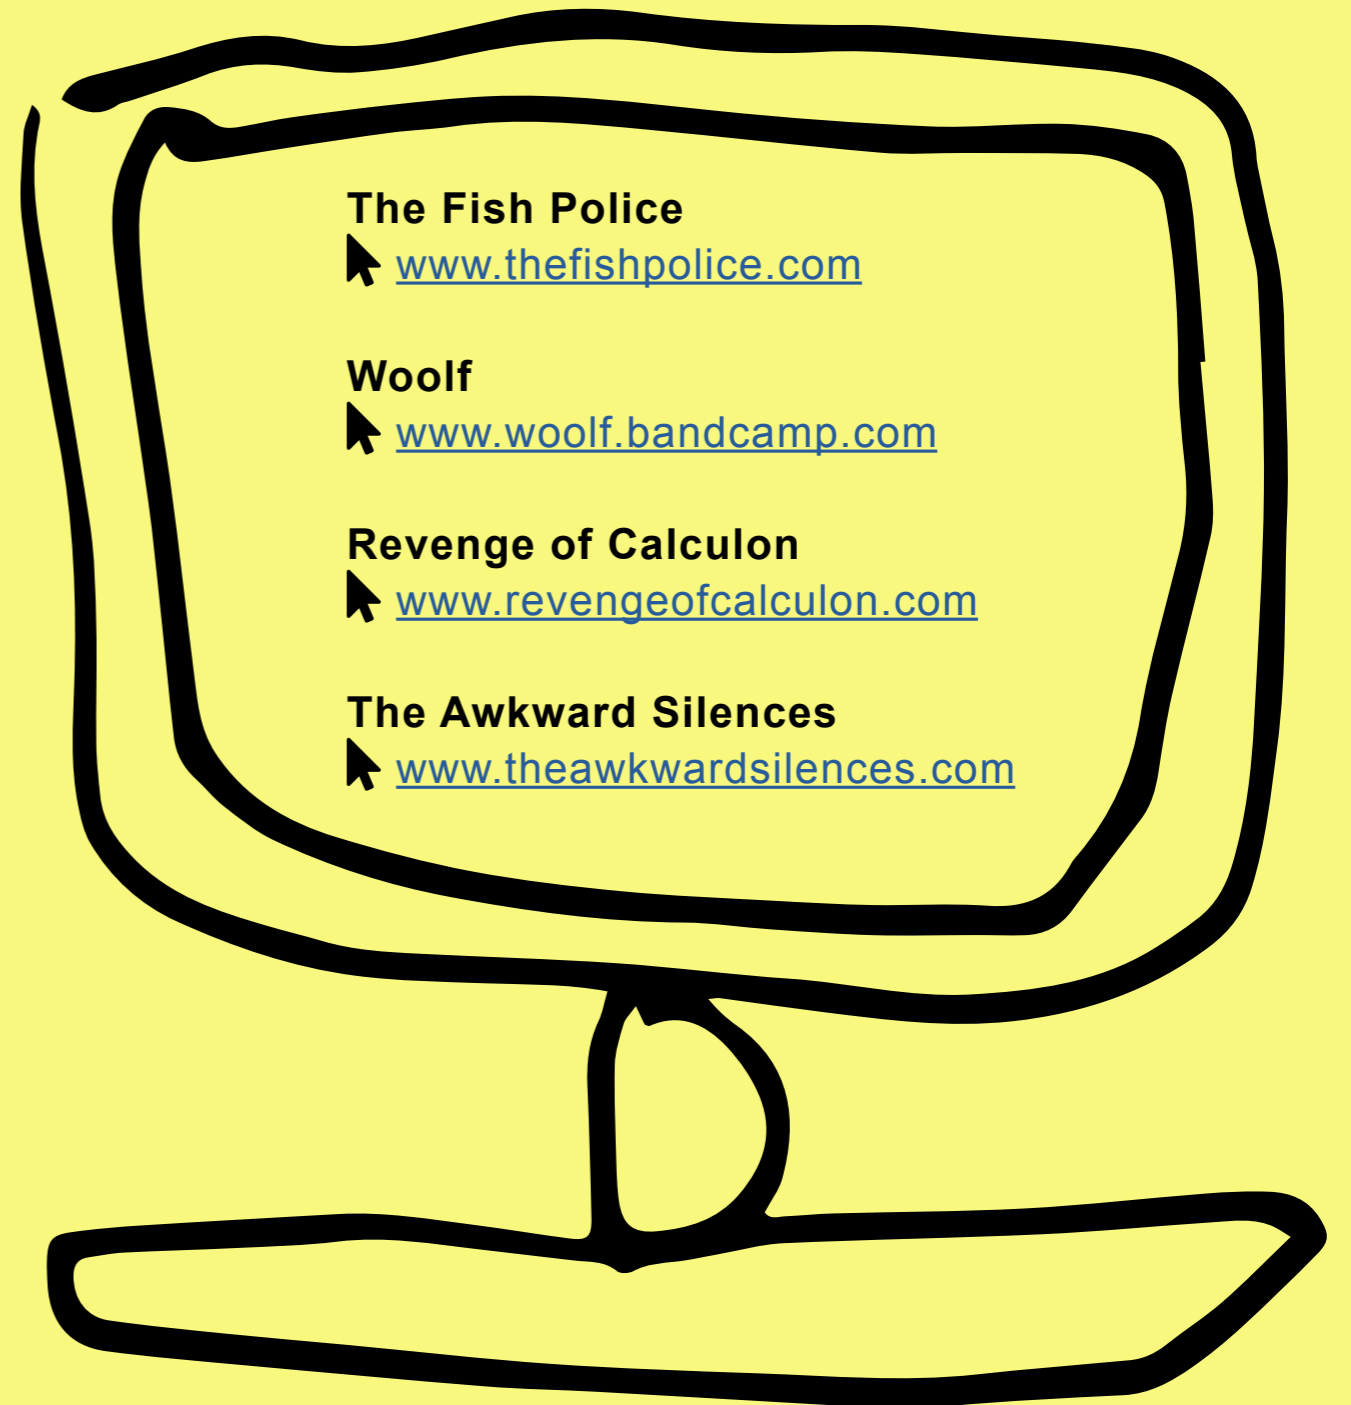 The Fish Police
www.thefishpolice.com
Woolf
www.woolf.bandcamp.com
Revenge of Calculon
www.revengeofcalculon.com
The Awkward Silences
www.theawkwardsilences.com